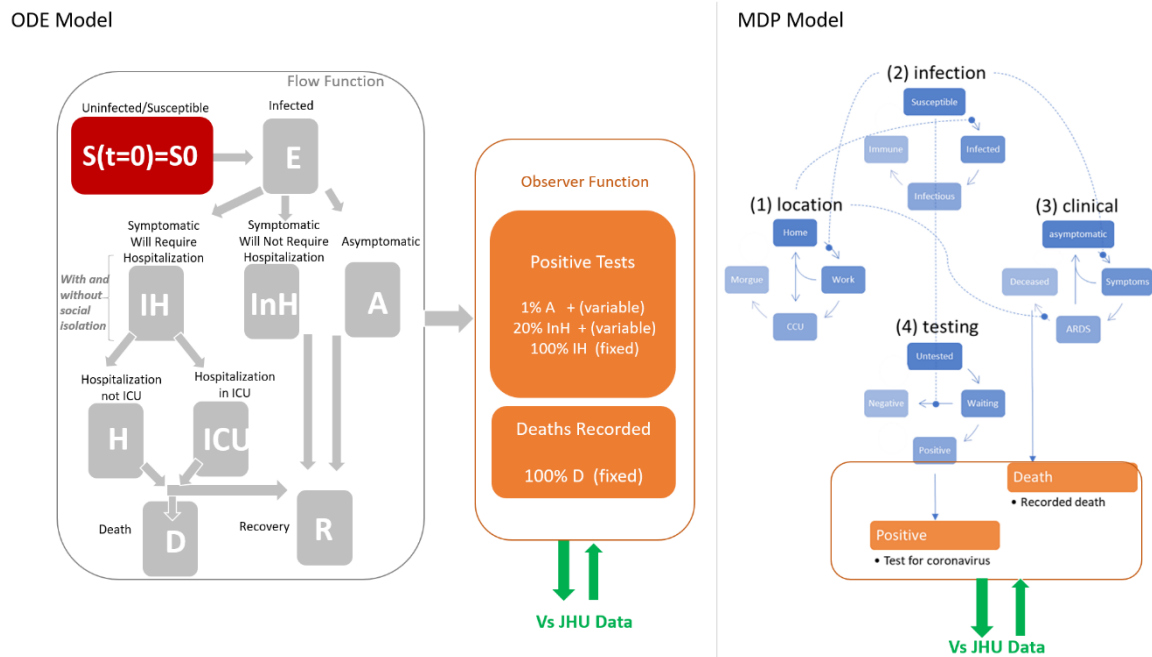 ODE Model
Flow Function
Uninfected/Susceptible
Infected
S(t=0)=S0
E
Symptomatic
Will Require
Hospitalization
Symptomatic
Will Not Require
Hospitalization
Asymptomatic
With and
without
social
isolation
IH
InH
A
Hospitalization
not ICU
Hospitalization
in ICU
H
ICU
Death
D
Recovery
R
Observer Function
Positive Tests
1% A + (variable)
20% InH + (variable)
100% IH (fixed)
Deaths Recorded
100% D (fixed)
Vs JHU Data
MDP Model
(2) infection
Susceptible
Immune
Infected
Infectious
(1) location
Home
Morgue
Work
CCU
(3) clinical
asymptomatic
Deceased
Symptoms
ARDS
(4) testing
Untested
Negative
Waiting
Positive
Death
• Recorded death
Positive
• Test for coronavirus
Vs JHU Data